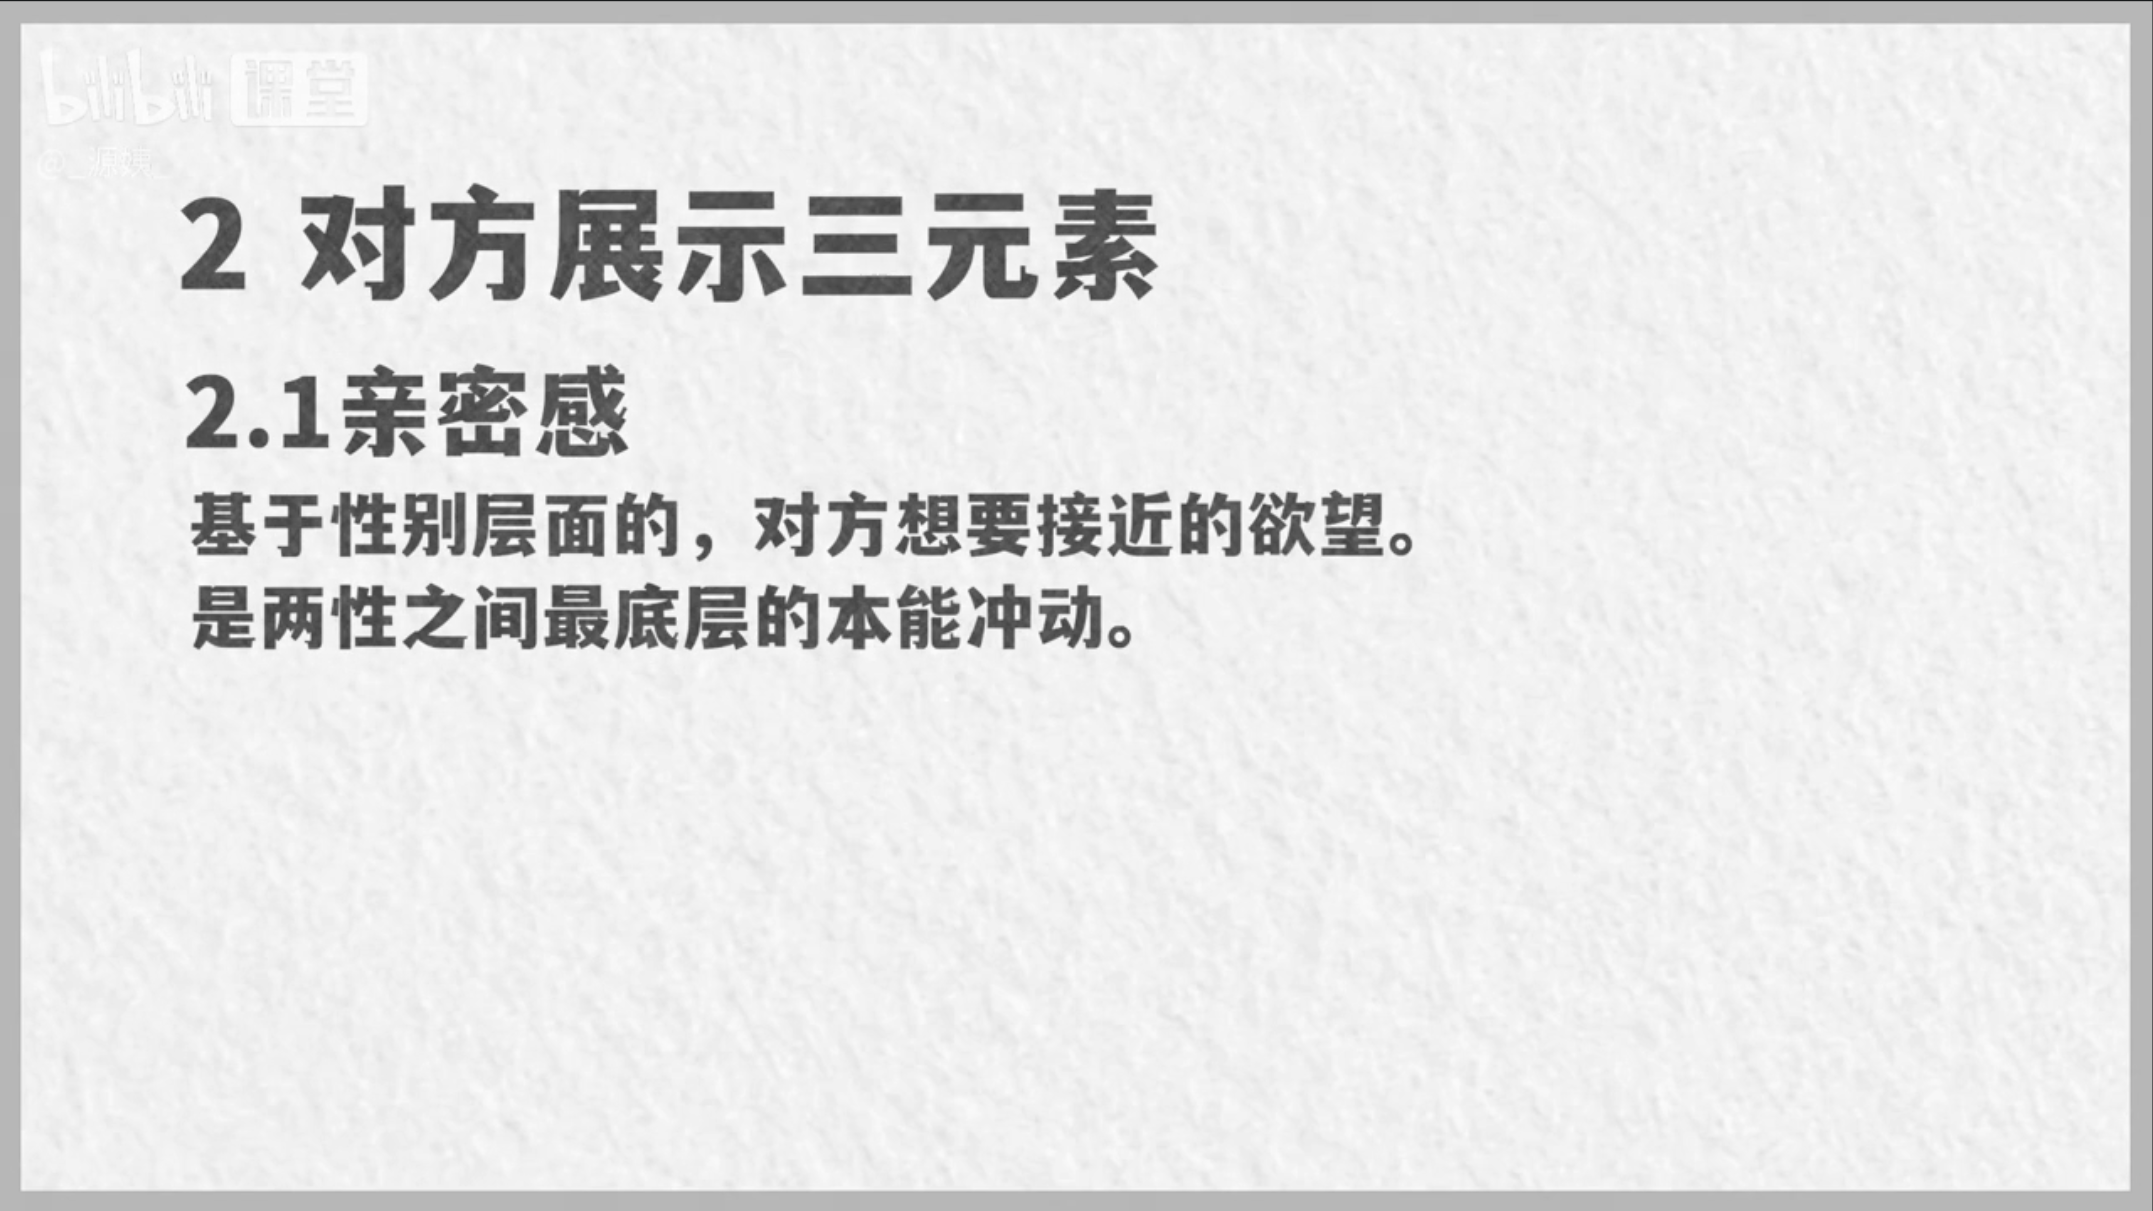 bilibili 课堂
@_源姨_
2 对方展示三元素
2.1亲密感
基于性别层面的，对方想要接近的欲望。
是两性之间最底层的本能冲动。